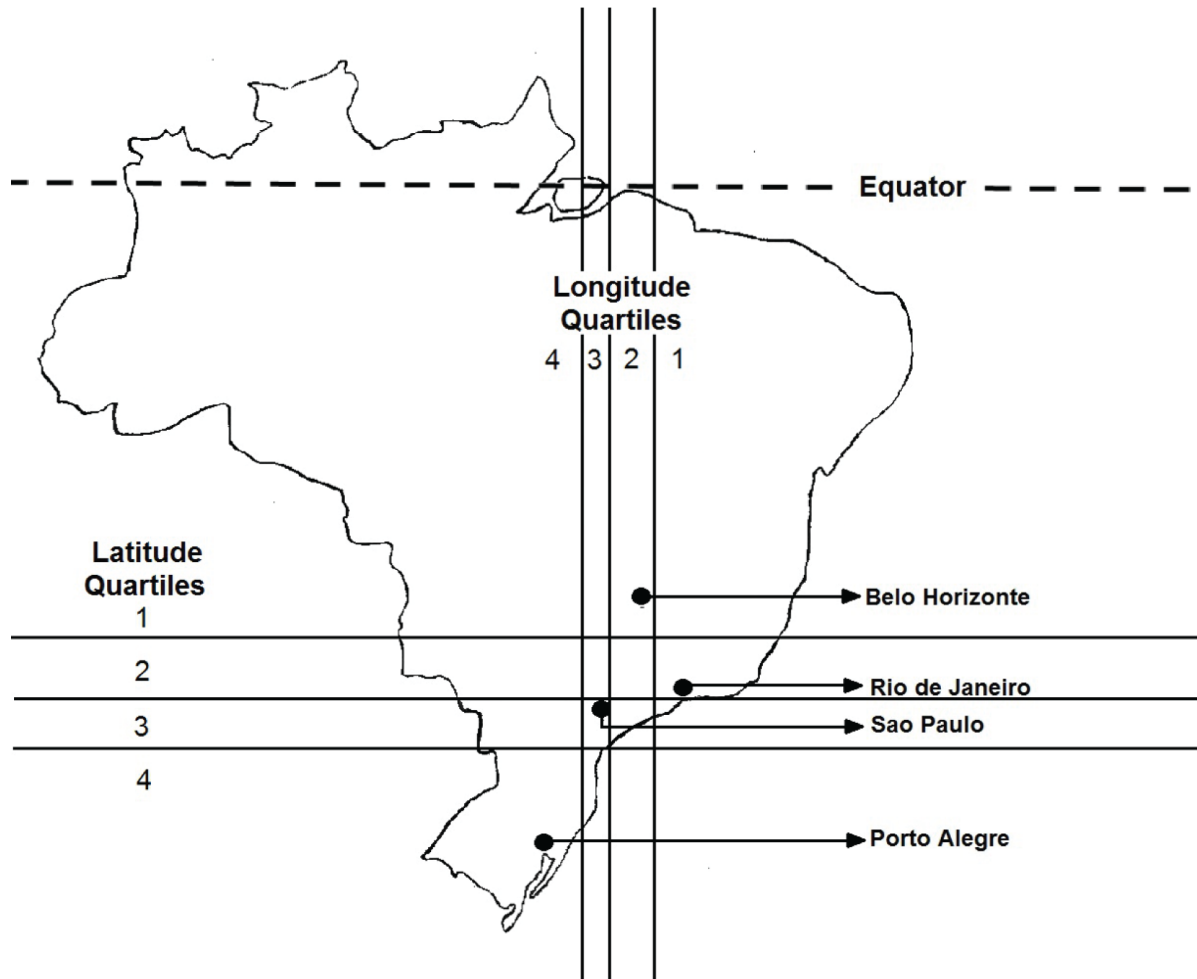 Equator
Longitude
Quartiles
4 3 2 1
Latitude
Quartiles
1
Belo Horizonte
2
Rio de Janeiro
3
Sao Paulo
4
Porto Alegre